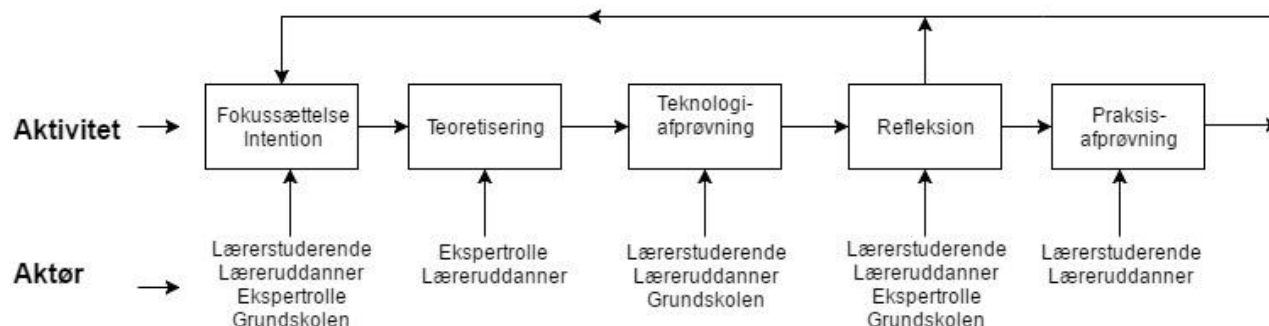 Aktivitet
Fokussættelse
Intention
Teoretisering
Teknologi-
afprøvning
Refleksion
Praksis-
afprøvning
Aktør
Lærerstuderende
Læreruddanner
Ekspertrolle
Grundskolen
Ekspertrolle
Læreruddanner
Lærerstuderende
Læreruddanner
Grundskolen
Lærerstuderende
Læreruddanner
Ekspertrolle
Grundskolen
Lærerstuderende
Læreruddanner